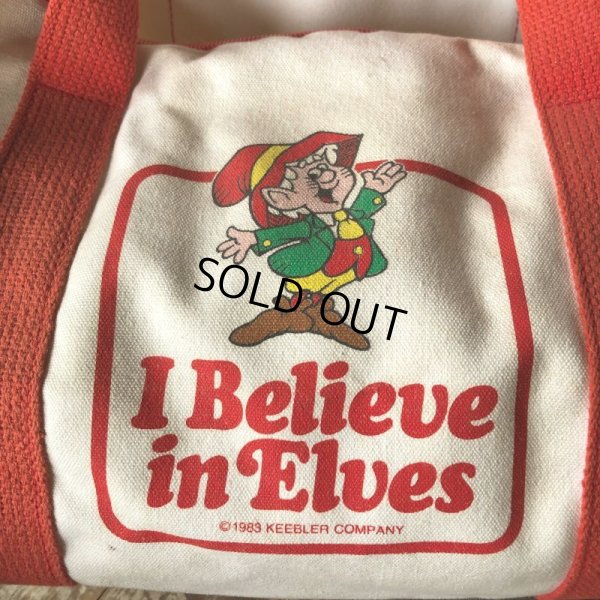 SOLD OUT
I Believe
in Elves
©1983 KEEBLER COMPANY